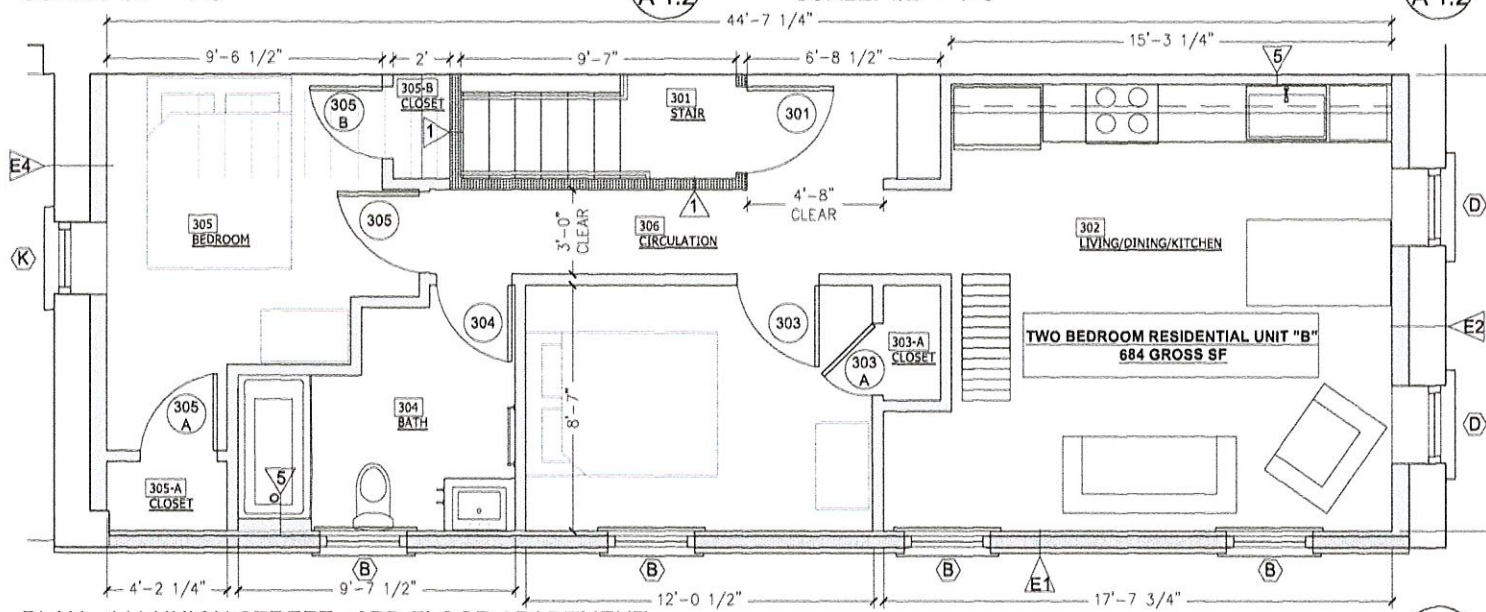 A 1.2
A 1.2
44'-7 1/4"
9'-6 1/2"
2'
9'-7"
6'-8 1/2"
15'-3 1/4"
5
305
B
305-B
CLOSET
1
301
STAIR
301
E4
305
BEDROOM
305
3'-0"
CLEAR
306
CIRCULATION
1
4'-8"
CLEAR
302
LIVING/DINING/KITCHEN
D
K
304
303
303-A
CLOSET
303
A
TWO BEDROOM RESIDENTIAL UNIT "B"
684 GROSS SF
E2
305
A
304
BATH
8'-7"
D
305-A
CLOSET
5
B
B
B
B
E1
4'-2 1/4"
9'-7 1/2"
12'-0 1/2"
17'-7 3/4"